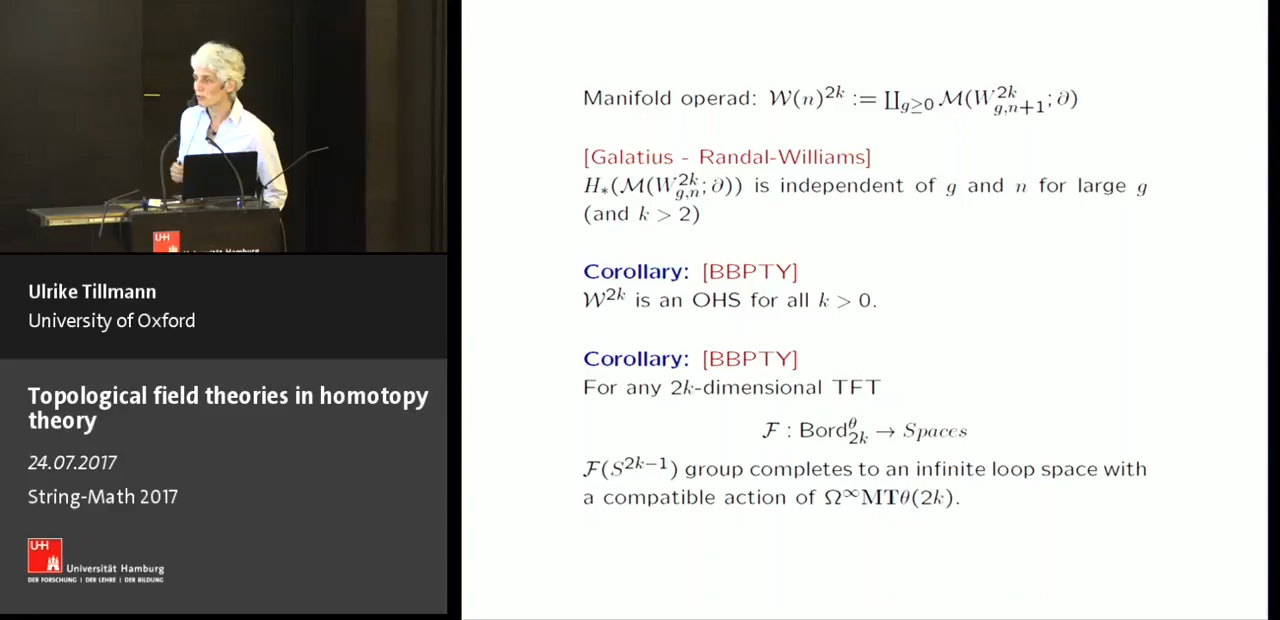 Manifold operad: 𝒲(n)^{2k} := ∐_{g≥0} ℳ(W^{2k}_{g,n+1}; ∂)
[Galatius - Randal-Williams]
H_*(ℳ(W^{2k}_{g,n}; ∂)) is independent of g and n for large g
(and k > 2)
Corollary: [BBPTY]
𝒲^{2k} is an OHS for all k > 0.
Corollary: [BBPTY]
For any 2k-dimensional TFT
ℱ : Bord^θ_{2k} → Spaces
ℱ(S^{2k−1}) group completes to an infinite loop space with
a compatible action of Ω^∞MTθ(2k).
UH
Universität Hamburg
Ulrike Tillmann
University of Oxford
Topological field theories in homotopy
theory
24.07.2017
String-Math 2017
UH
Universität Hamburg
DER FORSCHUNG | DER LEHRE | DER BILDUNG